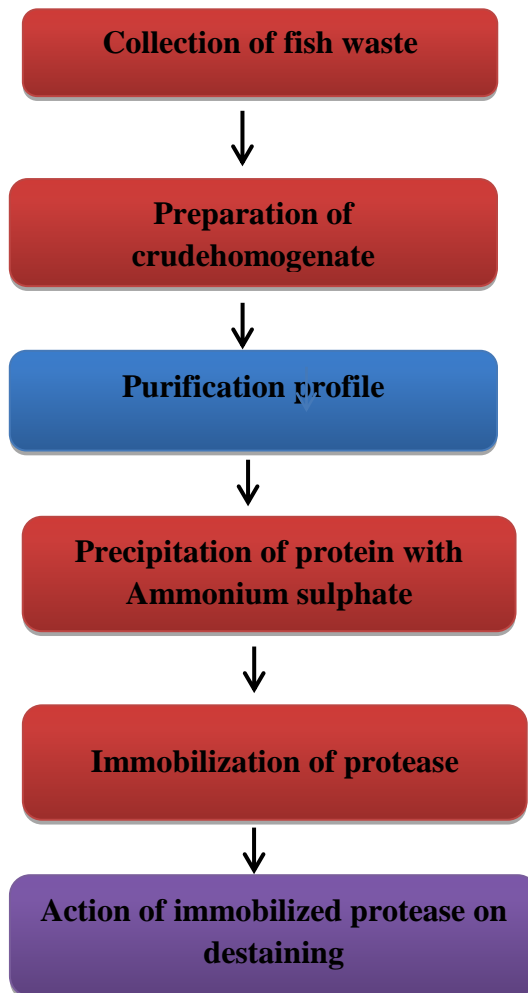 Collection of fish waste
Preparation of
crudehomogenate
Purification profile
Precipitation of protein with
Ammonium sulphate
Immobilization of protease
Action of immobilized protease on
destaining